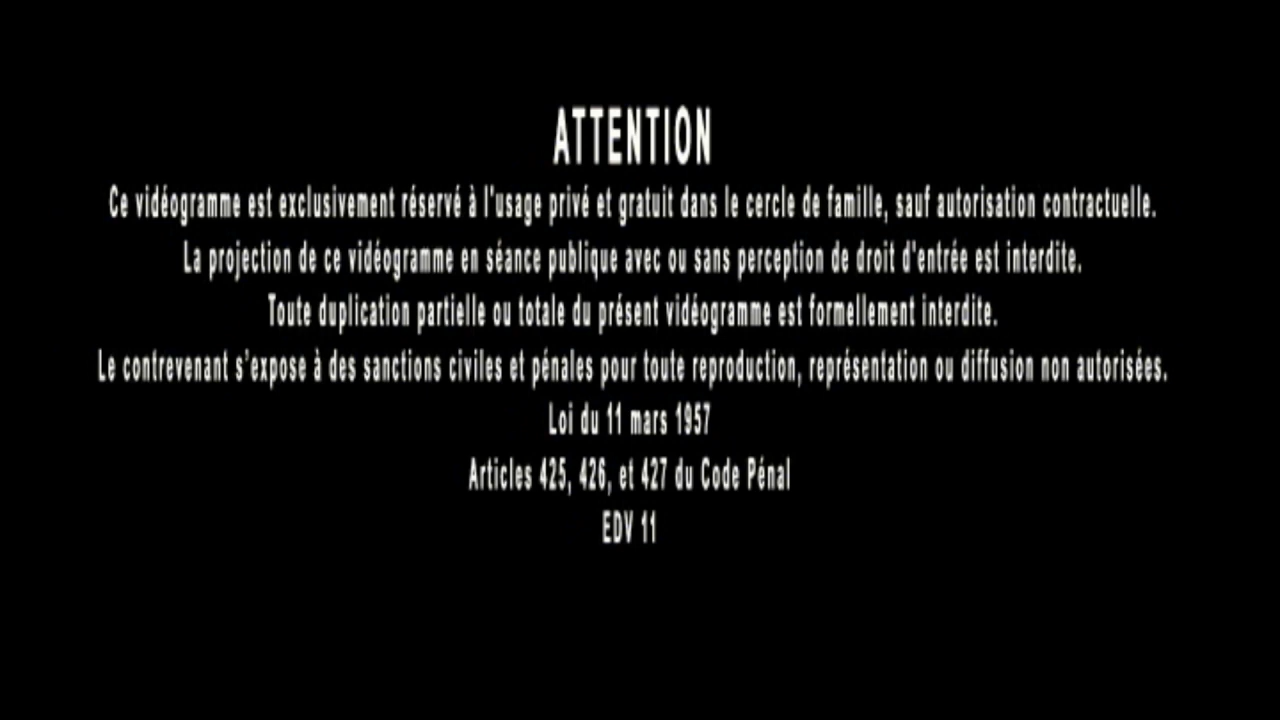 ATTENTION
Ce vidéogramme est exclusivement réservé à l'usage privé et gratuit dans le cercle de famille, sauf autorisation contractuelle.
La projection de ce vidéogramme en séance publique avec ou sans perception de droit d'entrée est interdite.
Toute duplication partielle ou totale du présent vidéogramme est formellement interdite.
Le contrevenant s'expose à des sanctions civiles et pénales pour toute reproduction, représentation ou diffusion non autorisées.
Loi du 11 mars 1957
Articles 425, 426, et 427 du Code Pénal
EDV 11